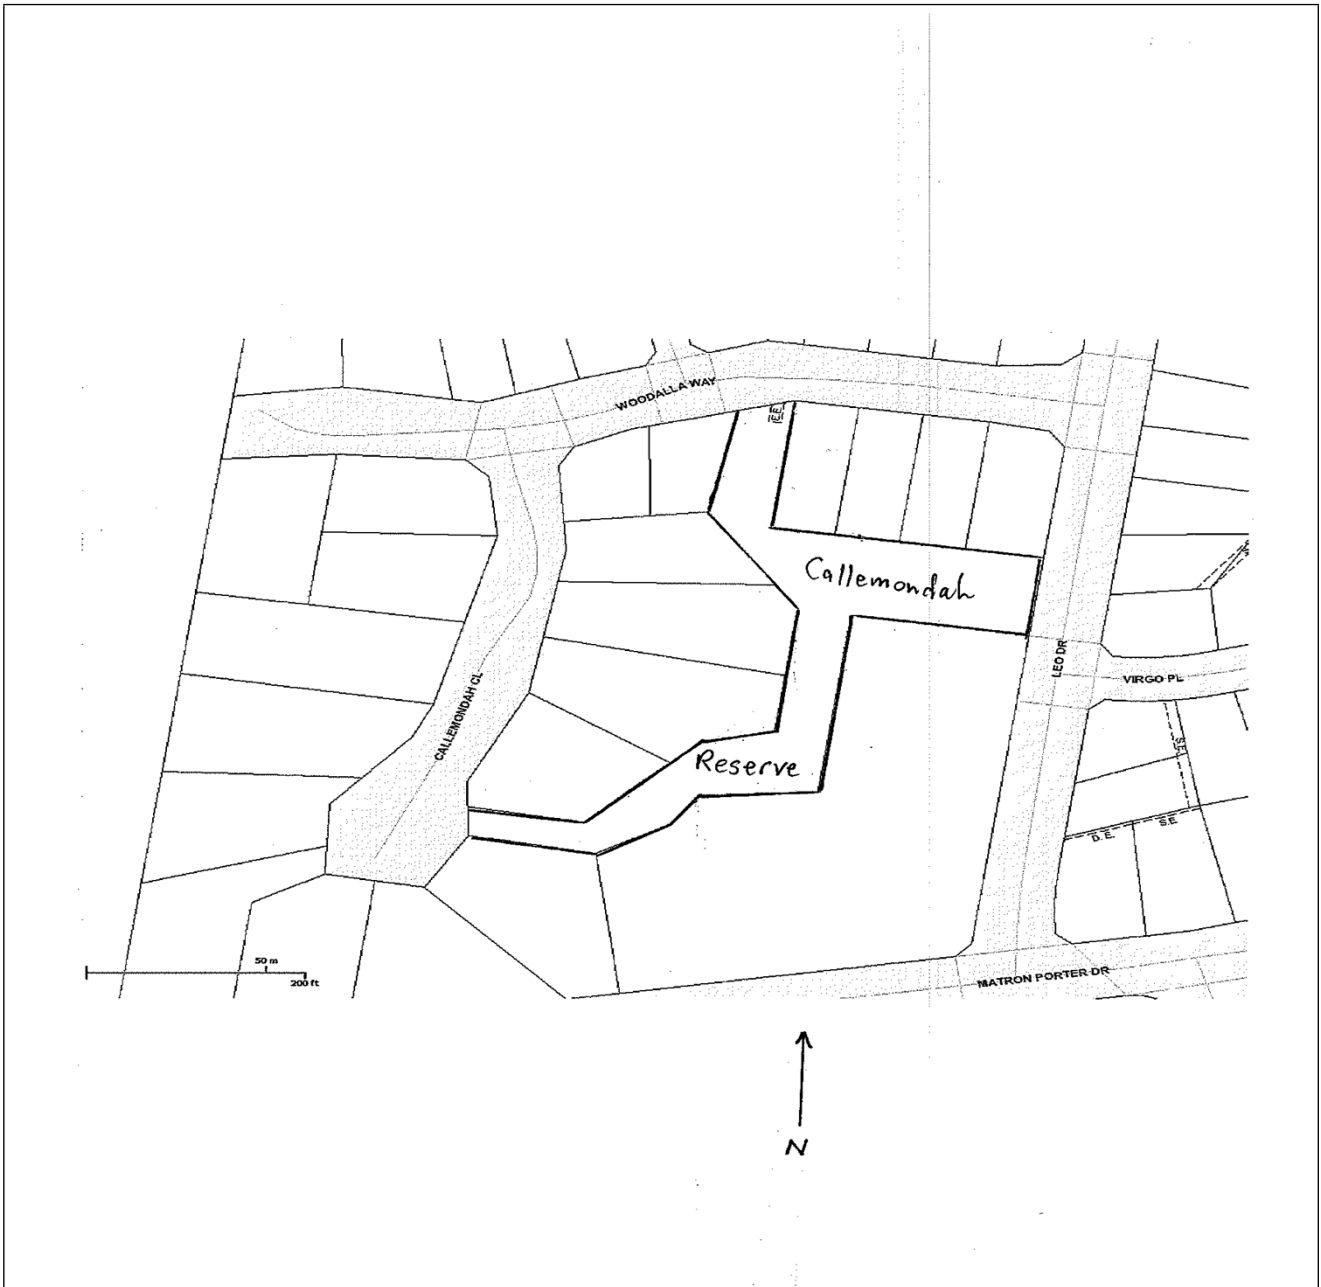 WOODALLA WAY
E.E.
Callemondah
LEO DR
VIRGO PL
CALLEMONDAH CL
Reserve
S.E.
D.E.
S.E.
50 m
200 ft
MATRON PORTER DR
N